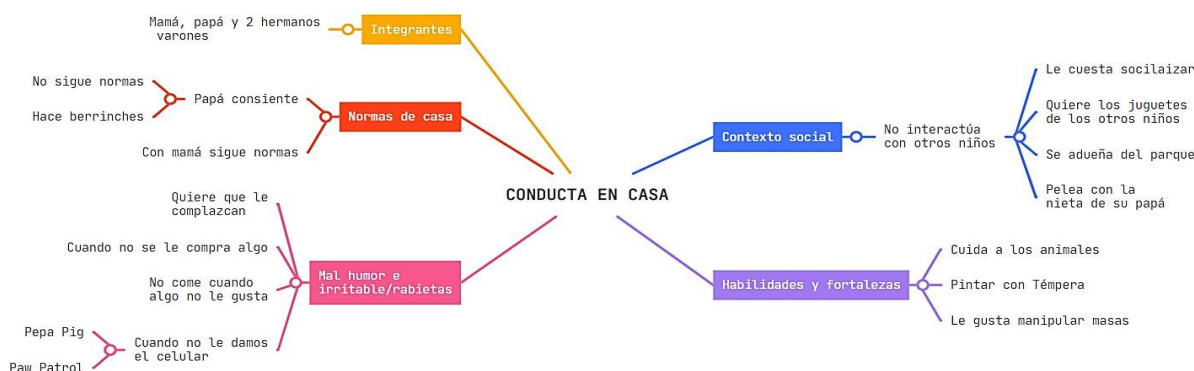 Mamá, papá y 2 hermanos
varones
Integrantes
No sigue normas
Hace berrinches
Papá consiente
Con mamá sigue normas
Normas de casa
Quiere que le
complazcan
Cuando no se le compra algo
No come cuando
algo no le gusta
Pepa Pig
Paw Patrol
Cuando no le damos
el celular
Mal humor e
irritable/rabietas
CONDUCTA EN CASA
Contexto social
No interactúa
con otros niños
Le cuesta socilaizar
Quiere los juguetes
de los otros niños
Se adueña del parque
Pelea con la
nieta de su papá
Habilidades y fortalezas
Cuida a los animales
Pintar con Témpera
Le gusta manipular masas